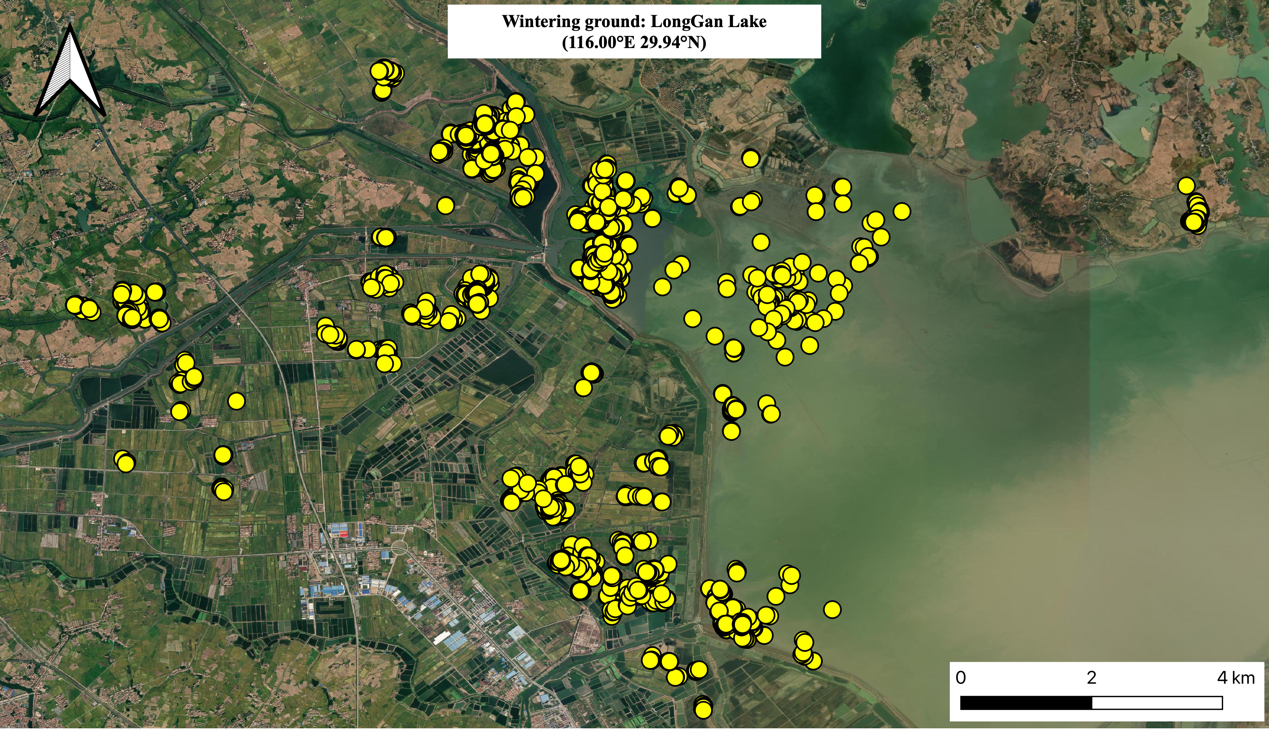 Wintering ground: LongGan Lake
(116.00°E 29.94°N)
0 2 4 km